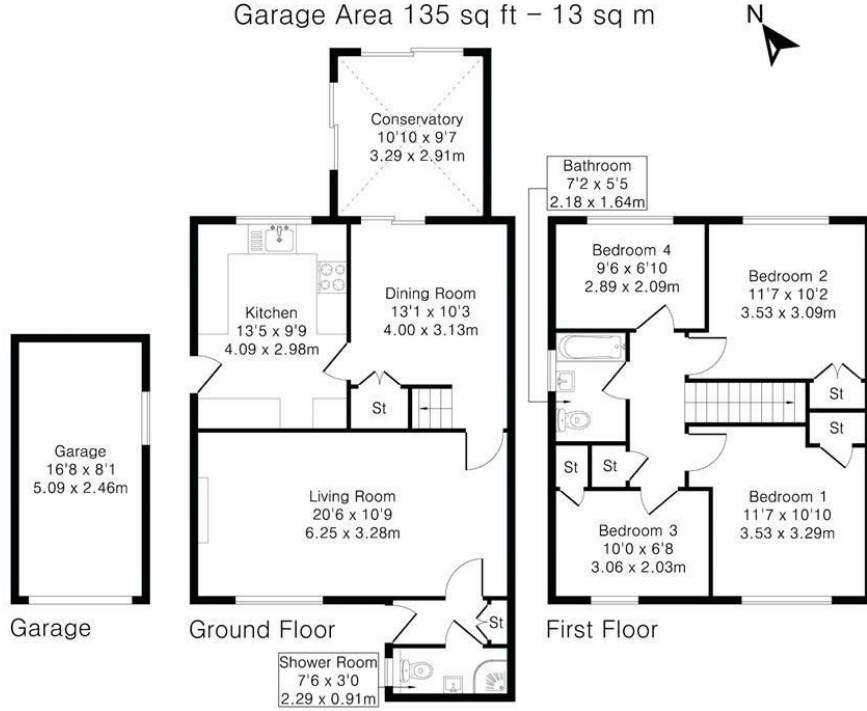 Garage Area 135 sq ft – 13 sq m
N
Conservatory
10'10 x 9'7
3.29 x 2.91m
Bathroom
7'2 x 5'5
2.18 x 1.64m
Kitchen
13'5 x 9'9
4.09 x 2.98m
Dining Room
13'1 x 10'3
4.00 x 3.13m
St
Bedroom 4
9'6 x 6'10
2.89 x 2.09m
Bedroom 2
11'7 x 10'2
3.53 x 3.09m
St
St
Garage
16'8 x 8'1
5.09 x 2.46m
Living Room
20'6 x 10'9
6.25 x 3.28m
St
St
St
Bedroom 3
10'0 x 6'8
3.06 x 2.03m
Bedroom 1
11'7 x 10'10
3.53 x 3.29m
Garage
Ground Floor
First Floor
Shower Room
7'6 x 3'0
2.29 x 0.91m